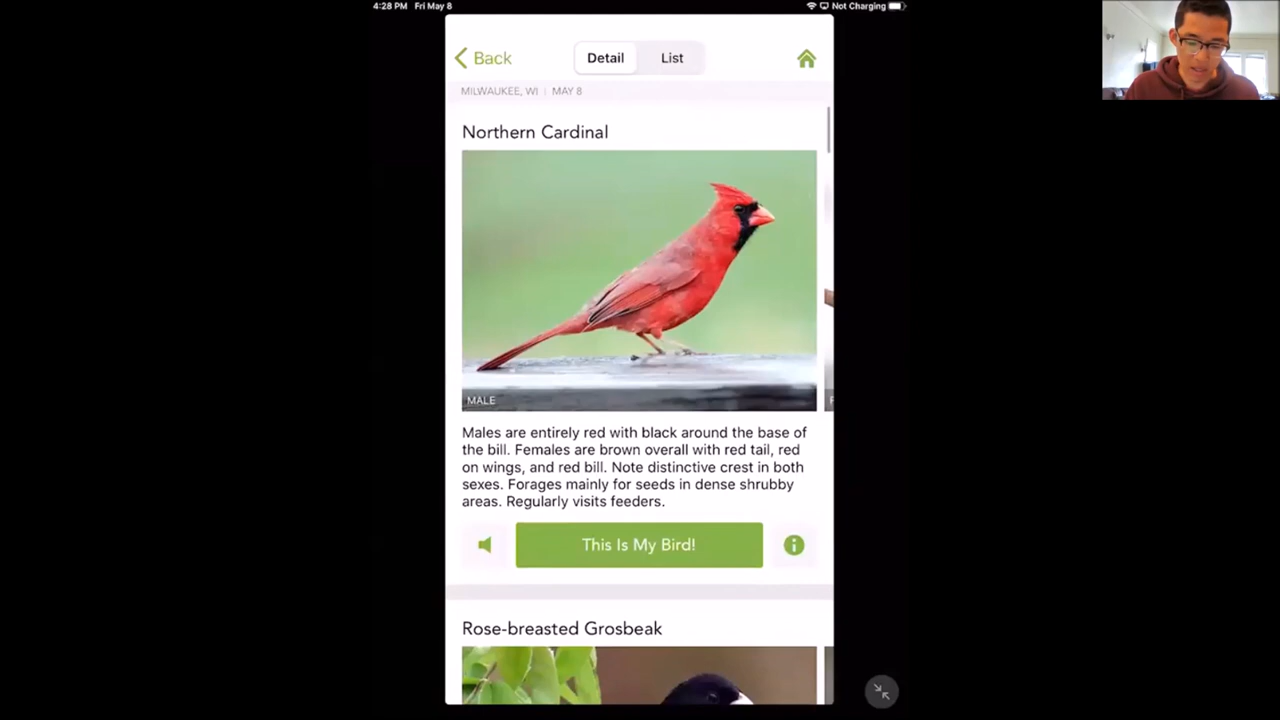 4:28 PM Fri May 8
Not Charging
Back
Detail
List
MILWAUKEE, WI | MAY 8
Northern Cardinal
MALE
Males are entirely red with black around the base of
the bill. Females are brown overall with red tail, red
on wings, and red bill. Note distinctive crest in both
sexes. Forages mainly for seeds in dense shrubby
areas. Regularly visits feeders.
This Is My Bird!
Rose-breasted Grosbeak